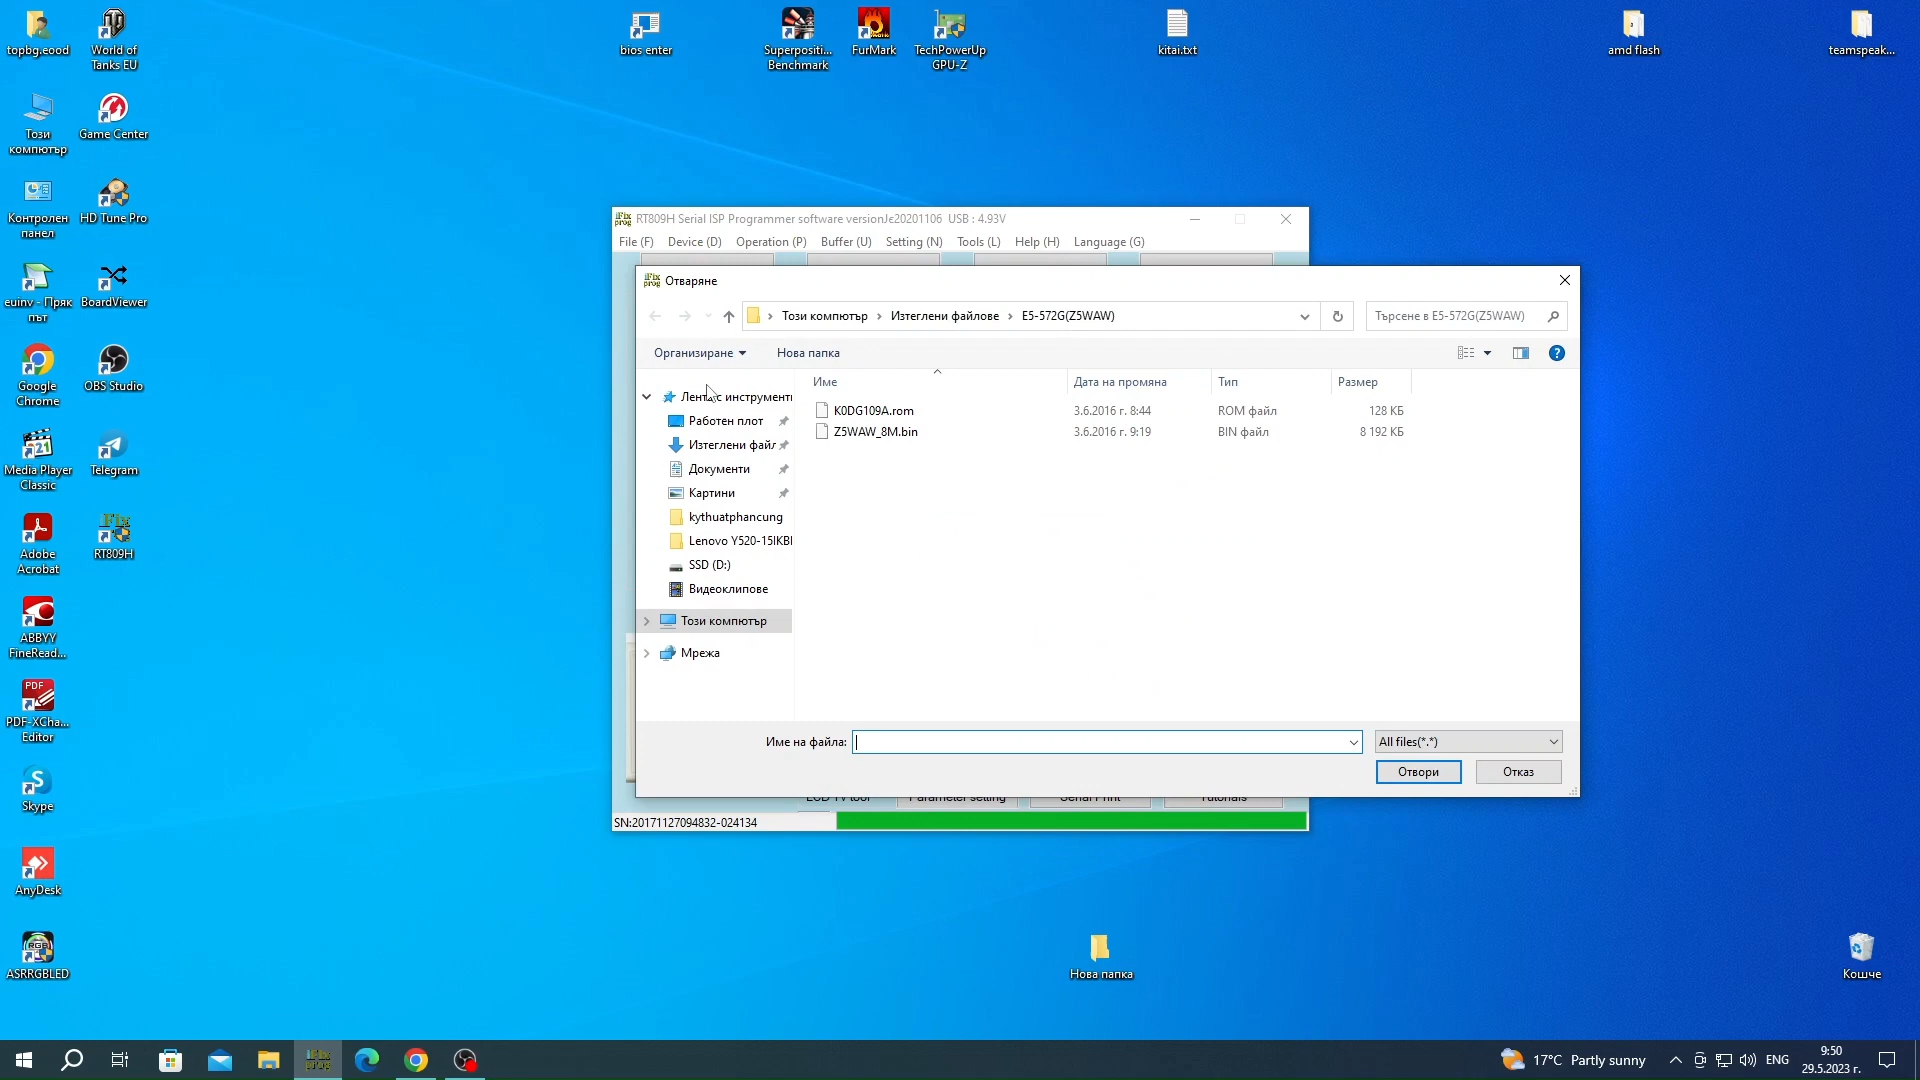 topbg.eood
World of
Tanks EU
bios enter
Superpositi...
Benchmark
FurMark
TechPowerUp
GPU-Z
kitai.txt
amd flash
teamspeak...
Този
компютър
Game Center
Контролен
панел
HD Tune Pro
euinv - Пряк
път
BoardViewer
Google
Chrome
OBS Studio
Media Player
Classic
Telegram
Adobe
Acrobat
RT809H
ABBYY
FineRead...
PDF-XCha...
Editor
Skype
AnyDesk
ASRRGBLED
RT809H Serial ISP Programmer software versionJє20201106 USB : 4.93V
File (F) Device (D) Operation (P) Buffer (U) Setting (N) Tools (L) Help (H) Language (G)
Отваряне
Този компютър › Изтеглени файлове › E5-572G(Z5WAW)
Търсене в E5-572G(Z5WAW)
Организиране
Нова папка
Име Дата на промяна Тип Размер
K0DG109A.rom 3.6.2016 г. 8:44 ROM файл 128 КБ
Z5WAW_8M.bin 3.6.2016 г. 9:19 BIN файл 8 192 КБ
Работен плот
Изтеглени файл
Документи
Картини
kythuatphancung
Lenovo Y520-15IKB
SSD (D:)
Видеоклипове
Този компютър
Мрежа
Име на файла:
All files(*.*)
Отвори
Отказ
SN:20171127094832-024134
Нова папка
Кошче
17°C Partly sunny
ENG
9:50
29.5.2023 г.